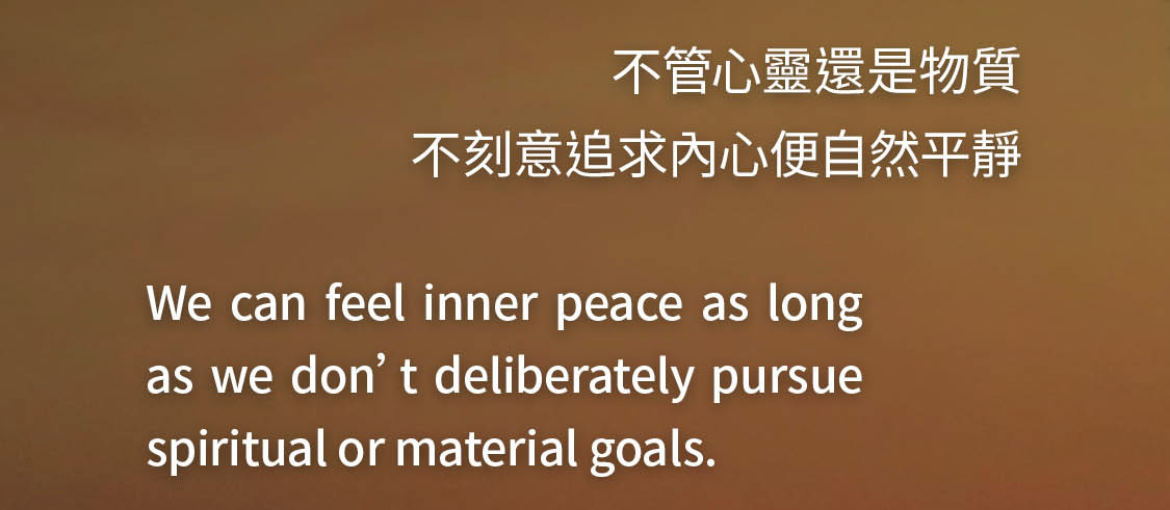 不管心靈還是物質
不刻意追求內心便自然平靜
We can feel inner peace as long
as we don’t deliberately pursue
spiritual or material goals.